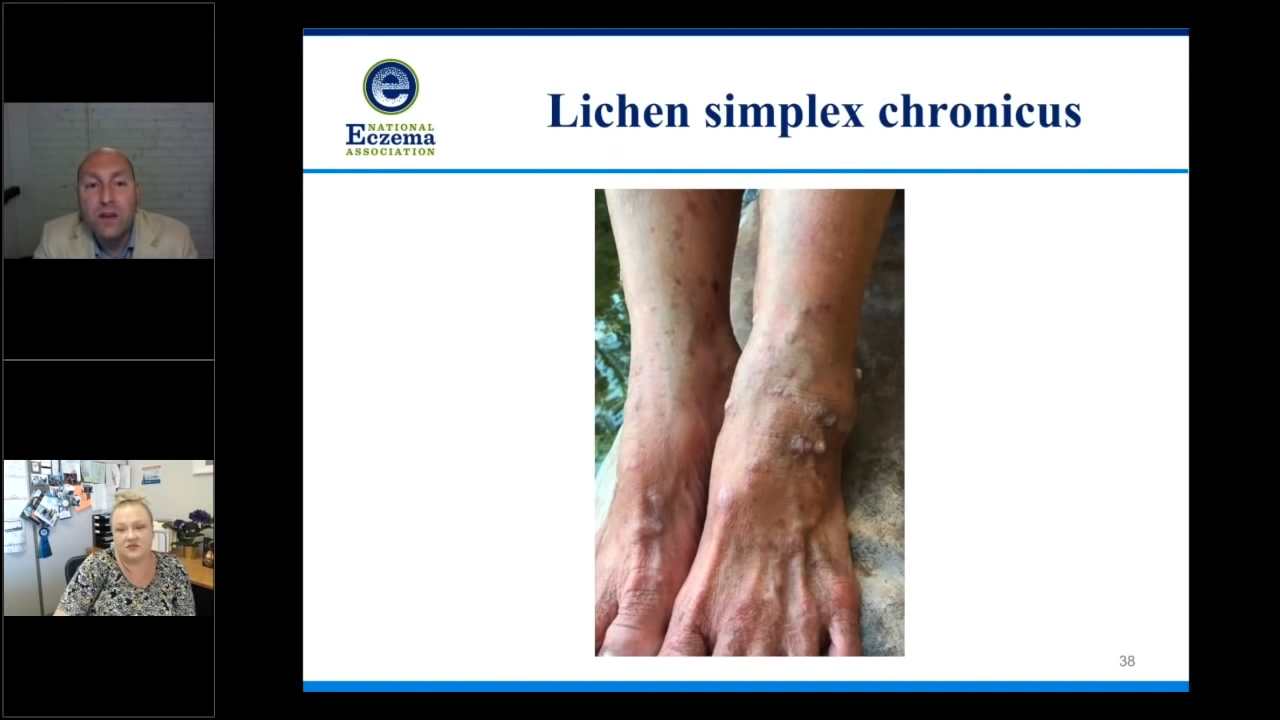 NATIONAL
Eczema
ASSOCIATION
Lichen simplex chronicus
38